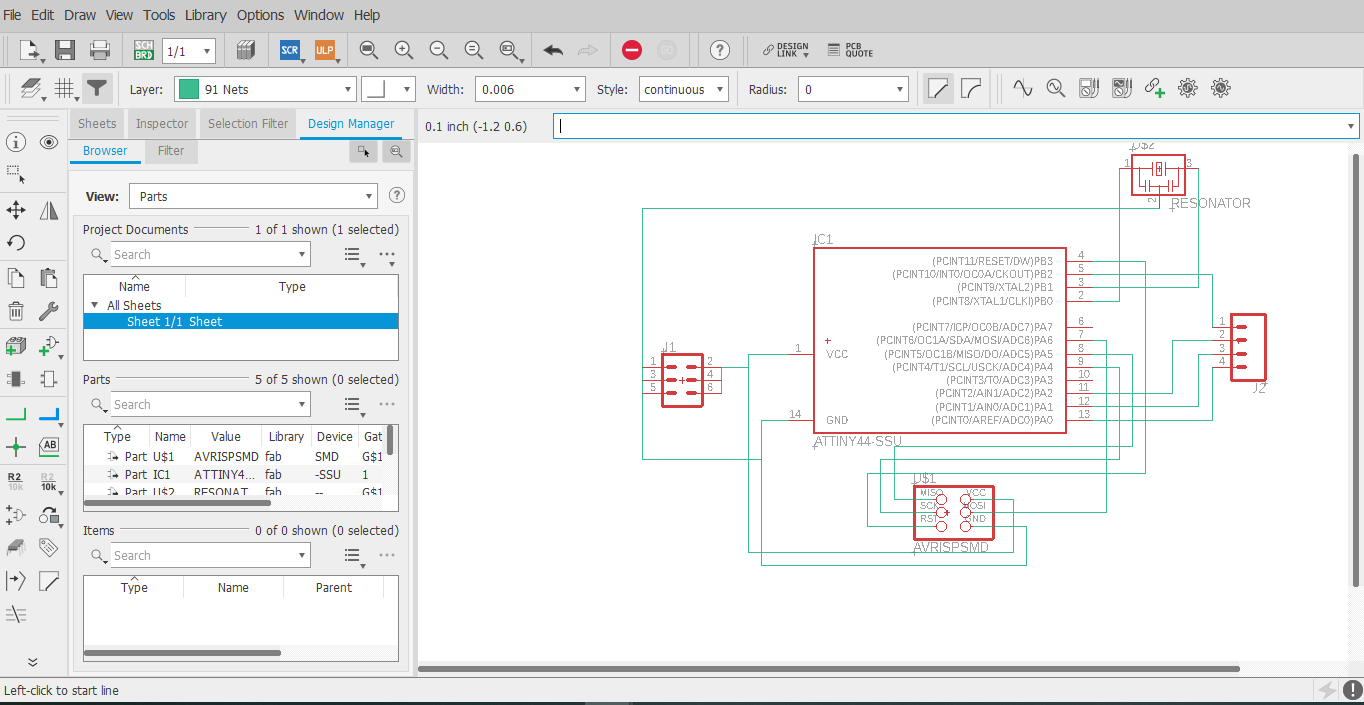 File Edit Draw View Tools Library Options Window Help
SCH BRD 1/1 SCR ULP GO ? DESIGN LINK PCB QUOTE
Layer: 91 Nets Width: 0.006 Style: continuous Radius: 0
Sheets Inspector Selection Filter Design Manager
0.1 inch (-1.2 0.6)
Browser Filter
View: Parts ?
Project Documents 1 of 1 shown (1 selected)
Search
Name Type
All Sheets
Sheet 1/1 Sheet
Parts 5 of 5 shown (0 selected)
Search
Type Name Value Library Device Gat
Part U$1 AVRISPSMD fab SMD G$1
Part IC1 ATTINY4... fab -SSU 1
Part U$2 RESONAT fab -- G$1
Items 0 of 0 shown (0 selected)
Search
Type Name Parent
AB
R2 10k R2 10k
U$2
1 3
2
RESONATOR
IC1
(PCINT11/RESET/DW)PB3 4
(PCINT10/INT0/OC0A/CKOUT)PB2 5
(PCINT9/XTAL2)PB1 3
(PCINT8/XTAL1/CLKI)PB0 2
(PCINT7/ICP/OC0B/ADC7)PA7 6
(PCINT6/OC1A/SDA/MOSI/ADC6)PA6 7
1 VCC (PCINT5/OC1B/MISO/DO/ADC5)PA5 8
(PCINT4/T1/SCL/USCK/ADC4)PA4 9
(PCINT3/T0/ADC3)PA3 10
(PCINT2/AIN1/ADC2)PA2 11
(PCINT1/AIN0/ADC1)PA1 12
14 GND (PCINT0/AREF/ADC0)PA0 13
ATTINY44-SSU
J1
1 2
3 4
5 6
1
2
3
4
J2
U$1
MISO VCC
SCK MOSI
RST GND
AVRISPSMD
Left-click to start line